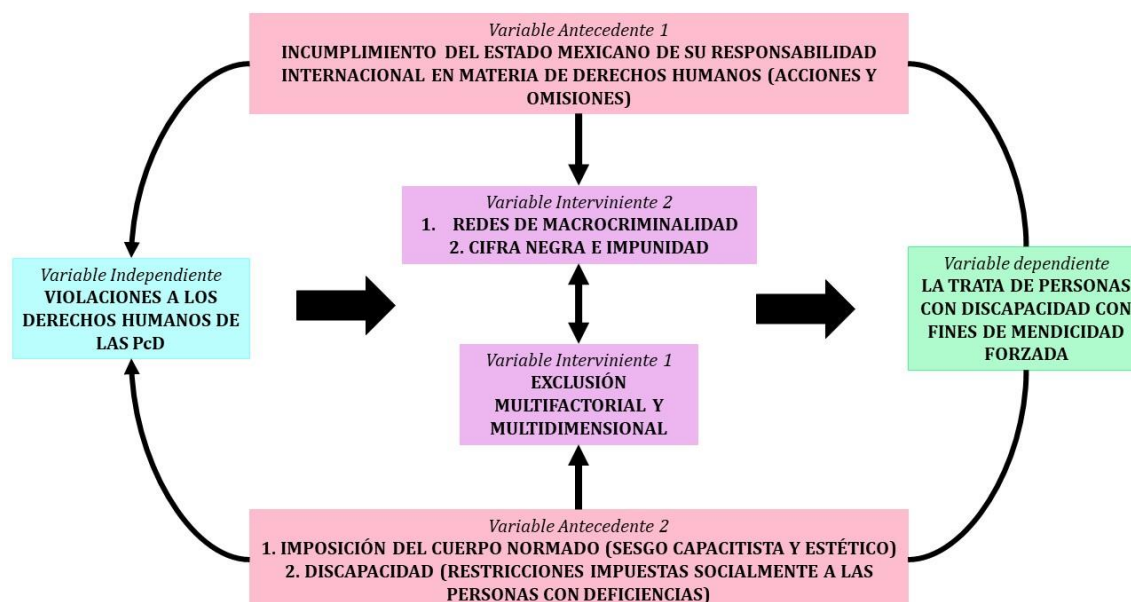 Variable Antecedente 1
INCUMPLIMIENTO DEL ESTADO MEXICANO DE SU RESPONSABILIDAD
INTERNACIONAL EN MATERIA DE DERECHOS HUMANOS (ACCIONES Y
OMISIONES)
Variable Interviniente 2
1. REDES DE MACROCRIMINALIDAD
2. CIFRA NEGRA E IMPUNIDAD
Variable Independiente
VIOLACIONES A LOS
DERECHOS HUMANOS DE
LAS PcD
Variable dependiente
LA TRATA DE PERSONAS
CON DISCAPACIDAD CON
FINES DE MENDICIDAD
FORZADA
Variable Interviniente 1
EXCLUSIÓN
MULTIFACTORIAL Y
MULTIDIMENSIONAL
Variable Antecedente 2
1. IMPOSICIÓN DEL CUERPO NORMADO (SESGO CAPACITISTA Y ESTÉTICO)
2. DISCAPACIDAD (RESTRICCIONES IMPUESTAS SOCIALMENTE A LAS
PERSONAS CON DEFICIENCIAS)